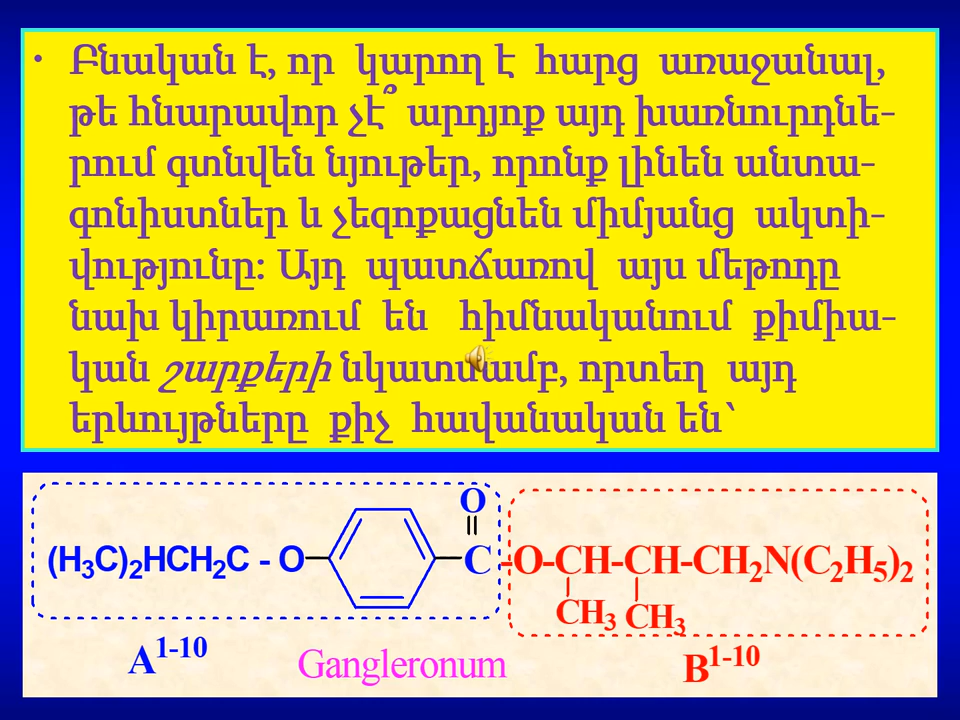 • Բնական է, որ կարող է հարց առաջանալ,
թե հնարավոր չէ՞ արդյոք այդ խառնուրդնե-
րում գտնվեն նյութեր, որոնք լինեն անտա-
գոնիստներ և չեզոքացնեն միմյանց ակտի-
վությունը: Այդ պատճառով այս մեթոդը
նախ կիրառում են հիմնականում քիմիա-
կան շարքերի նկատմամբ, որտեղ այդ
երևույթները քիչ հավանական են՝
O
(H₃C)₂HCH₂C - O C -O-CH-CH-CH₂N(C₂H₅)₂
CH₃ CH₃
A¹⁻¹⁰ Gangleronum B¹⁻¹⁰